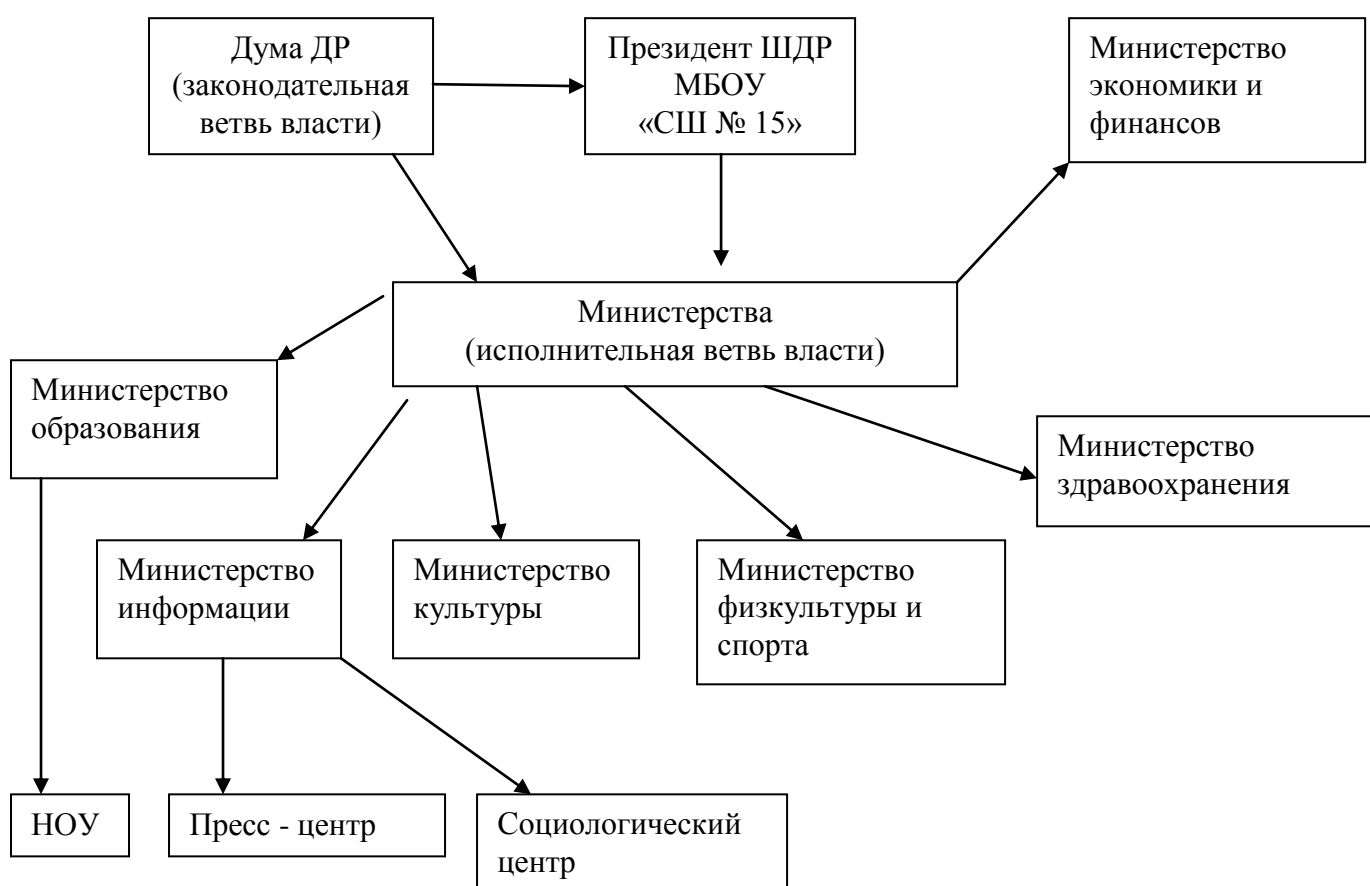 Дума ДР
(законодательная
ветвь власти)
Президент ШДР
МБОУ
«СШ № 15»
Министерство
экономики и
финансов
Министерства
(исполнительная ветвь власти)
Министерство
образования
Министерство
здравоохранения
Министерство
информации
Министерство
культуры
Министерство
физкультуры и
спорта
НОУ
Пресс - центр
Социологический
центр